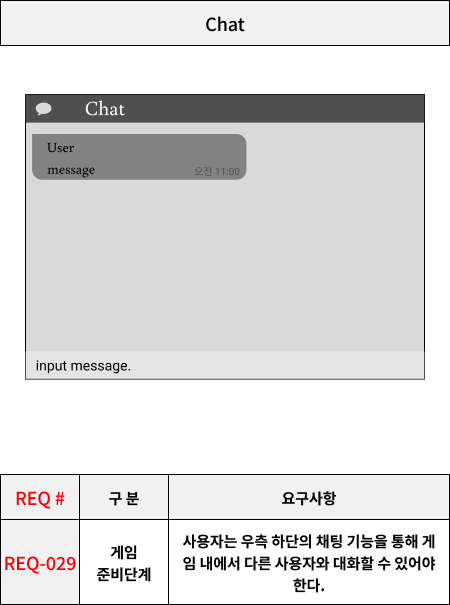 Chat
Chat
User
message
오전 11:00
input message.
REQ # 구 분 요구사항
REQ-029
게임
준비단계
사용자는 우측 하단의 채팅 기능을 통해 게
임 내에서 다른 사용자와 대화할 수 있어야
한다.